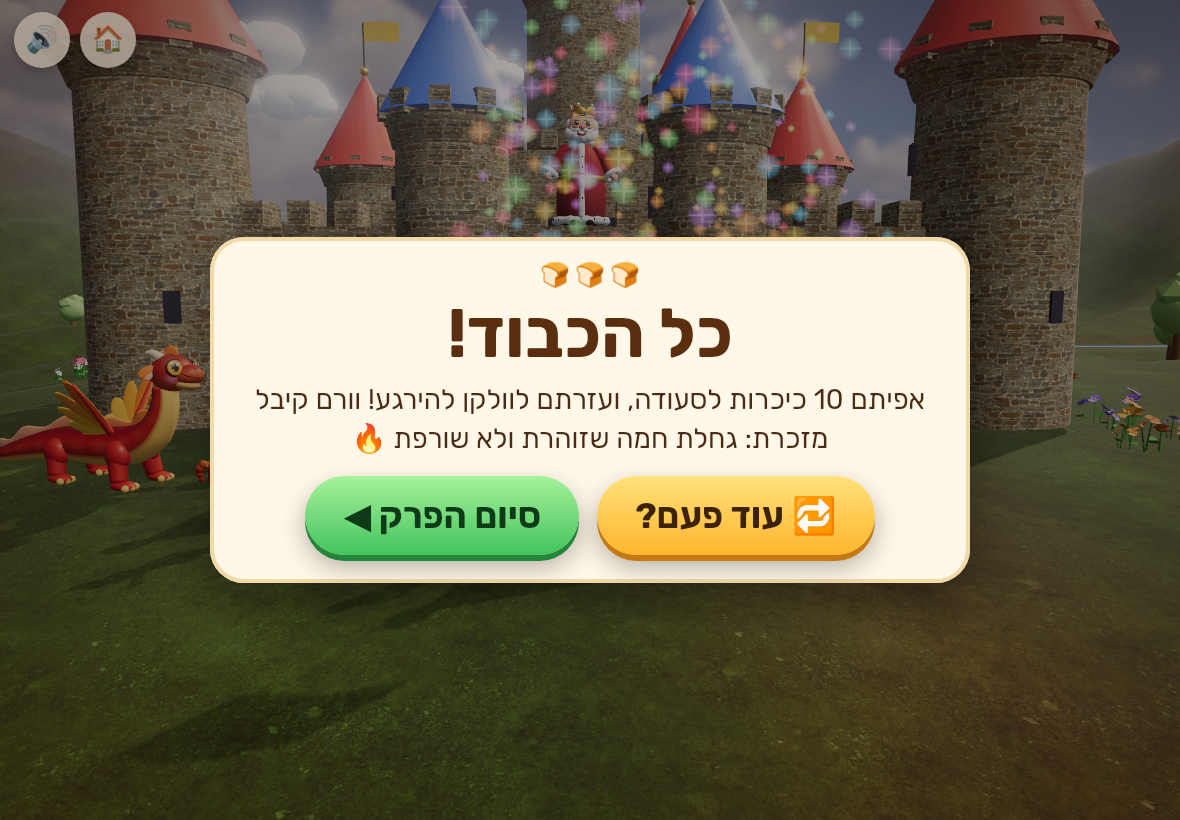 כל הכבוד!
אפיתם 10 כיכרות לסעודה, ועזרתם לוולקן להירגע! וורם קיבל
מזכרת: גחלת חמה שזוהרת ולא שורפת 🔥
🔁 עוד פעם?
סיום הפרק ◀